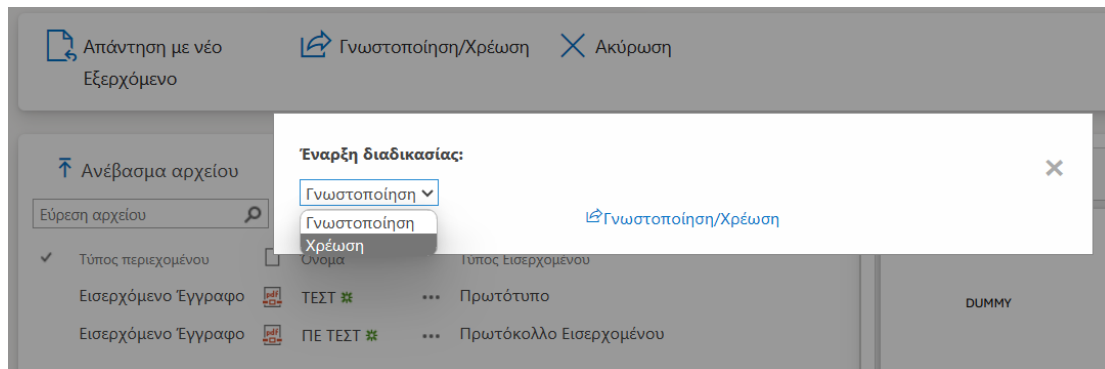 Απάντηση με νέο
Εξερχόμενο
Γνωστοποίηση/Χρέωση
Ακύρωση
Έναρξη διαδικασίας:
Γνωστοποίηση
Γνωστοποίηση
Χρέωση
Γνωστοποίηση/Χρέωση
Ανέβασμα αρχείου
Εύρεση αρχείου
Τύπος περιεχομένου Όνομα Τύπος Εισερχομένου
Εισερχόμενο Έγγραφο ΤΕΣΤ ... Πρωτότυπο
Εισερχόμενο Έγγραφο ΠΕ ΤΕΣΤ ... Πρωτόκολλο Εισερχομένου
DUMMY